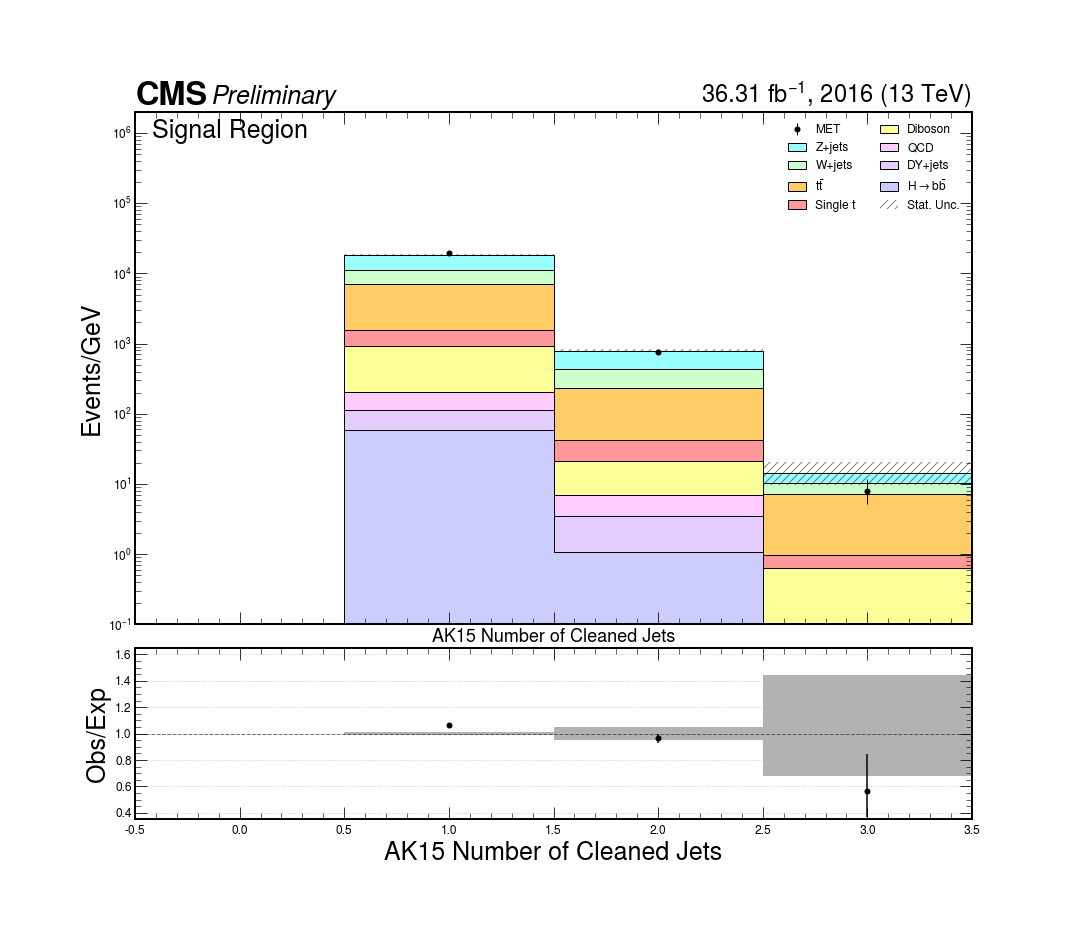 CMS Preliminary
36.31 fb⁻¹, 2016 (13 TeV)
Signal Region
MET
Z+jets
W+jets
tt̄
Single t
Diboson
QCD
DY+jets
H→bb̄
Stat. Unc.
Events/GeV
10⁶
10⁵
10⁴
10³
10²
10¹
10⁰
10⁻¹
AK15 Number of Cleaned Jets
Obs/Exp
1.6
1.4
1.2
1.0
0.8
0.6
0.4
-0.5 0.0 0.5 1.0 1.5 2.0 2.5 3.0 3.5
AK15 Number of Cleaned Jets